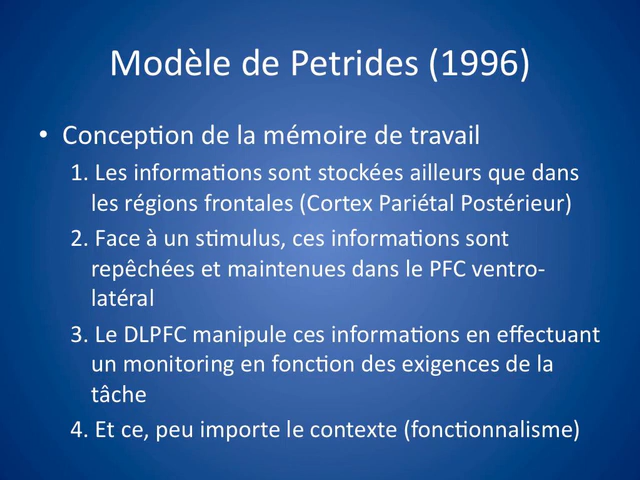 Modèle de Petrides (1996)
• Conception de la mémoire de travail
1. Les informations sont stockées ailleurs que dans
les régions frontales (Cortex Pariétal Postérieur)
2. Face à un stimulus, ces informations sont
repêchées et maintenues dans le PFC ventro-
latéral
3. Le DLPFC manipule ces informations en effectuant
un monitoring en fonction des exigences de la
tâche
4. Et ce, peu importe le contexte (fonctionnalisme)